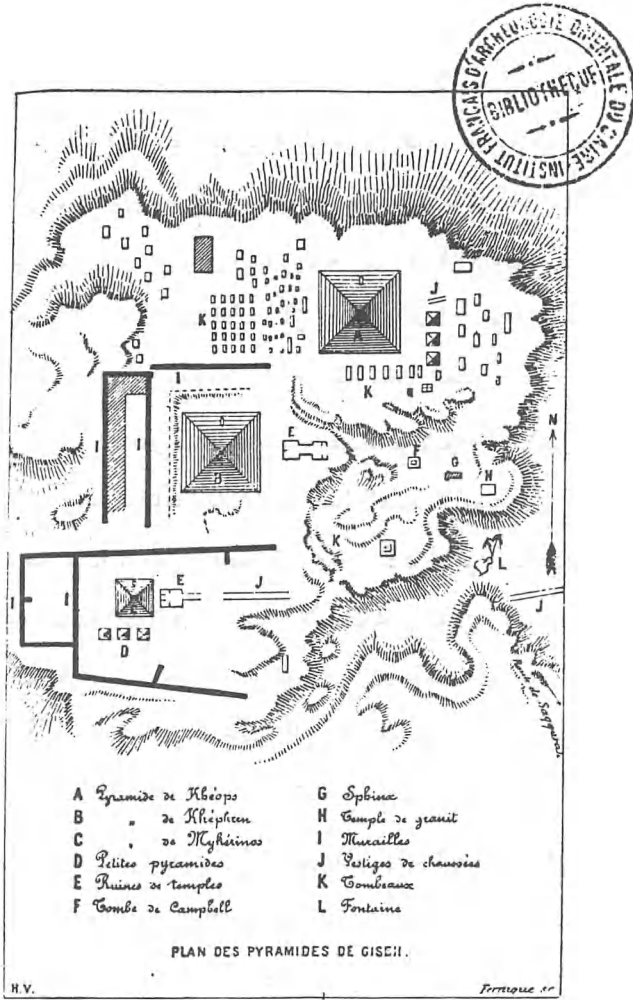 INSTITUT FRANÇAIS D'ARCHÉOLOGIE ORIENTALE DU CAIRE
BIBLIOTHÈQUE
J
K
A
I
K
E
F
G
H
N
I
I
B
K
L
E
J
J
I
I
D
Route de Saqqarah
A Pyramide de Khéops
B " de Khéphren
C " de Mykérinos
D Petites pyramides
E Ruines de temples
F Tombe de Campbell
G Sphinx
H Temple de granit
I Murailles
J Vestiges de chaussées
K Tombeaux
L Fontaine
PLAN DES PYRAMIDES DE GISEH.
H.V.